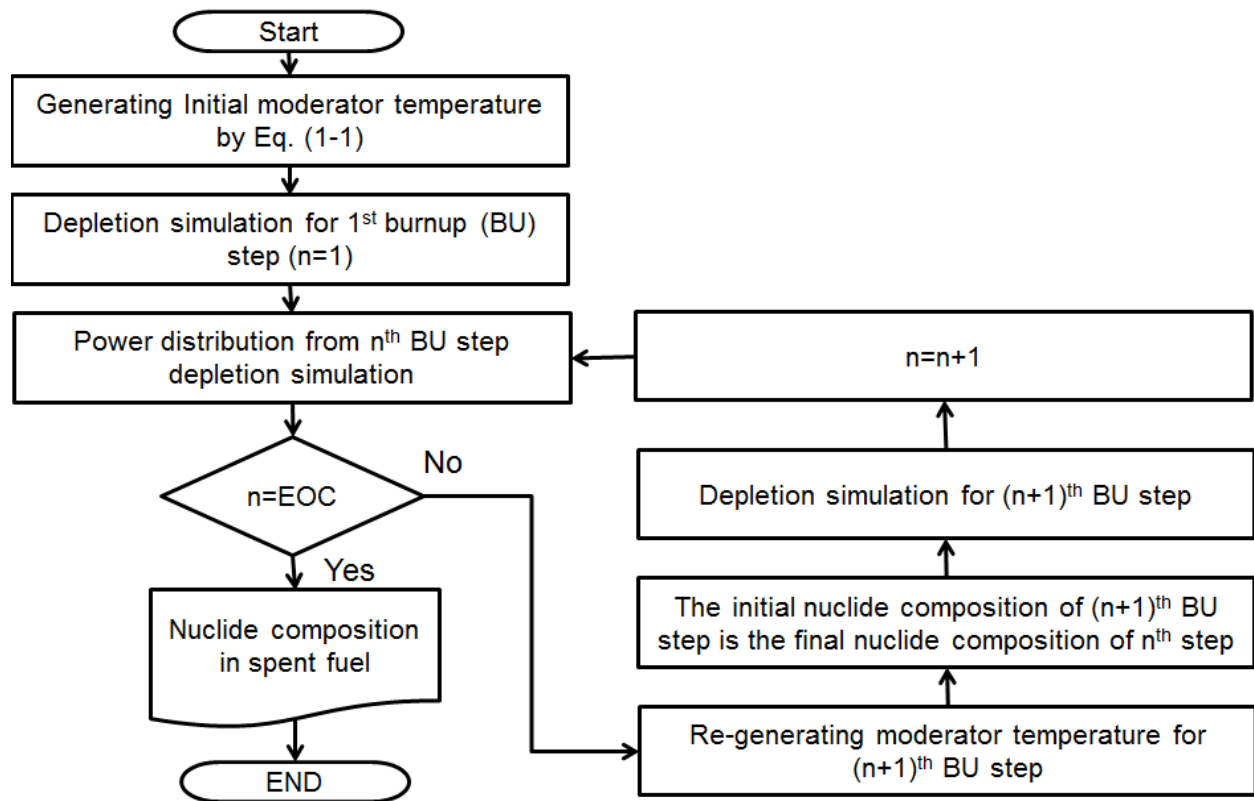 Start
Generating Initial moderator temperature
by Eq. (1-1)
Depletion simulation for 1st burnup (BU)
step (n=1)
Power distribution from nth BU step
depletion simulation
n=EOC
No
Yes
Nuclide composition
in spent fuel
END
n=n+1
Depletion simulation for (n+1)th BU step
The initial nuclide composition of (n+1)th BU
step is the final nuclide composition of nth step
Re-generating moderator temperature for
(n+1)th BU step